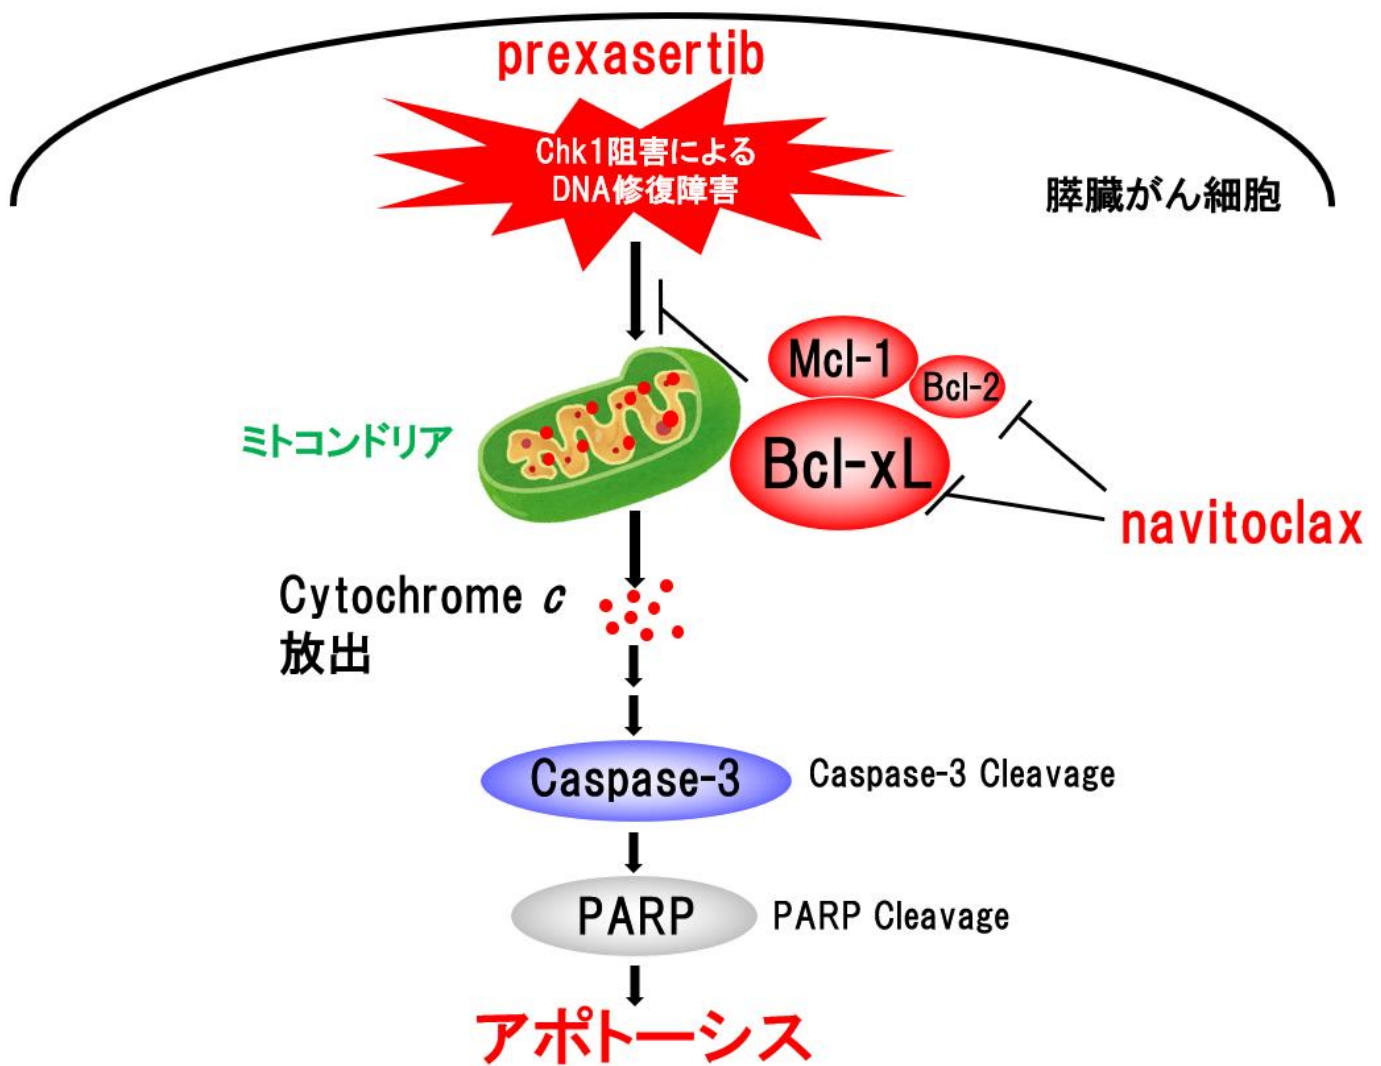 prexasertib
Chk1阻害による
DNA修復障害
膵臓がん細胞
Mcl-1
Bcl-2
ミトコンドリア
Bcl-xL
navitoclax
Cytochrome c
放出
Caspase-3
Caspase-3 Cleavage
PARP
PARP Cleavage
アポトーシス